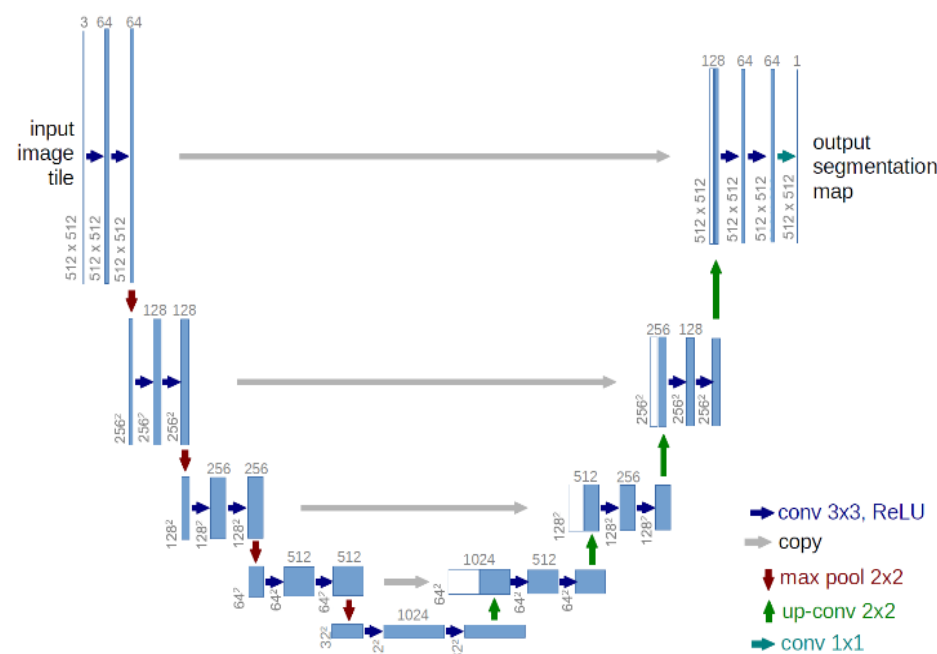 3 64 64
128 64 64 1
input
image
tile
output
segmentation
map
512 x 512
512 x 512
512 x 512
512 x 512
512 x 512
512 x 512
512 x 512
128 128
256 128
256²
256²
256²
256²
256²
256²
256 256
512 256
128²
128²
128²
128²
128²
128²
512 512
1024 512
64²
64²
64²
64²
64²
64²
1024
32²
2²
2²
conv 3x3, ReLU
copy
max pool 2x2
up-conv 2x2
conv 1x1